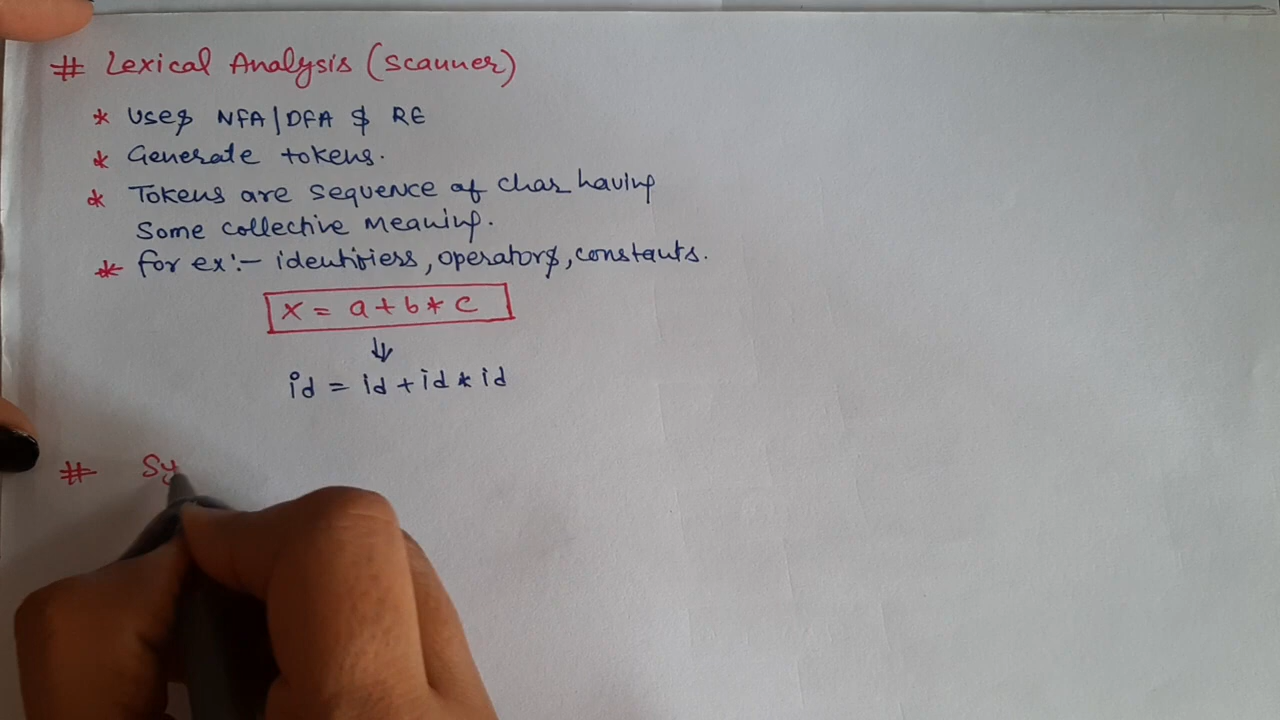 # Lexical Analysis (Scanner)
* Uses NFA/DFA & RE
* Generate tokens.
* Tokens are sequence of char having
Some collective Meaning.
* for ex:- identifiers, operators, constants.
x = a + b * c
↓
id = id + id * id
# Sy